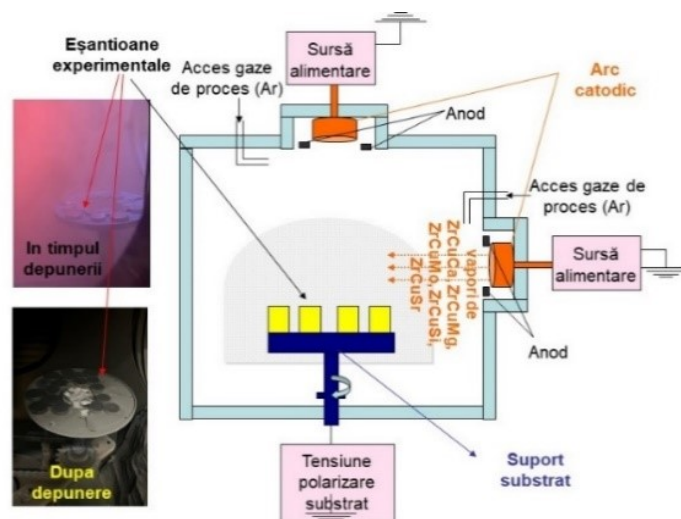 Eșantioane
experimentale
In timpul
depunerii
Dupa
depunere
Acces gaze
de proces (Ar)
Sursă
alimentare
Arc
catodic
Anod
Acces gaze de
proces (Ar)
vapori de
ZrCuCa, ZrCuMg,
ZrCuMo, ZrCuSi,
ZrCuSr
Sursă
alimentare
Anod
Tensiune
polarizare
substrat
Suport
substrat